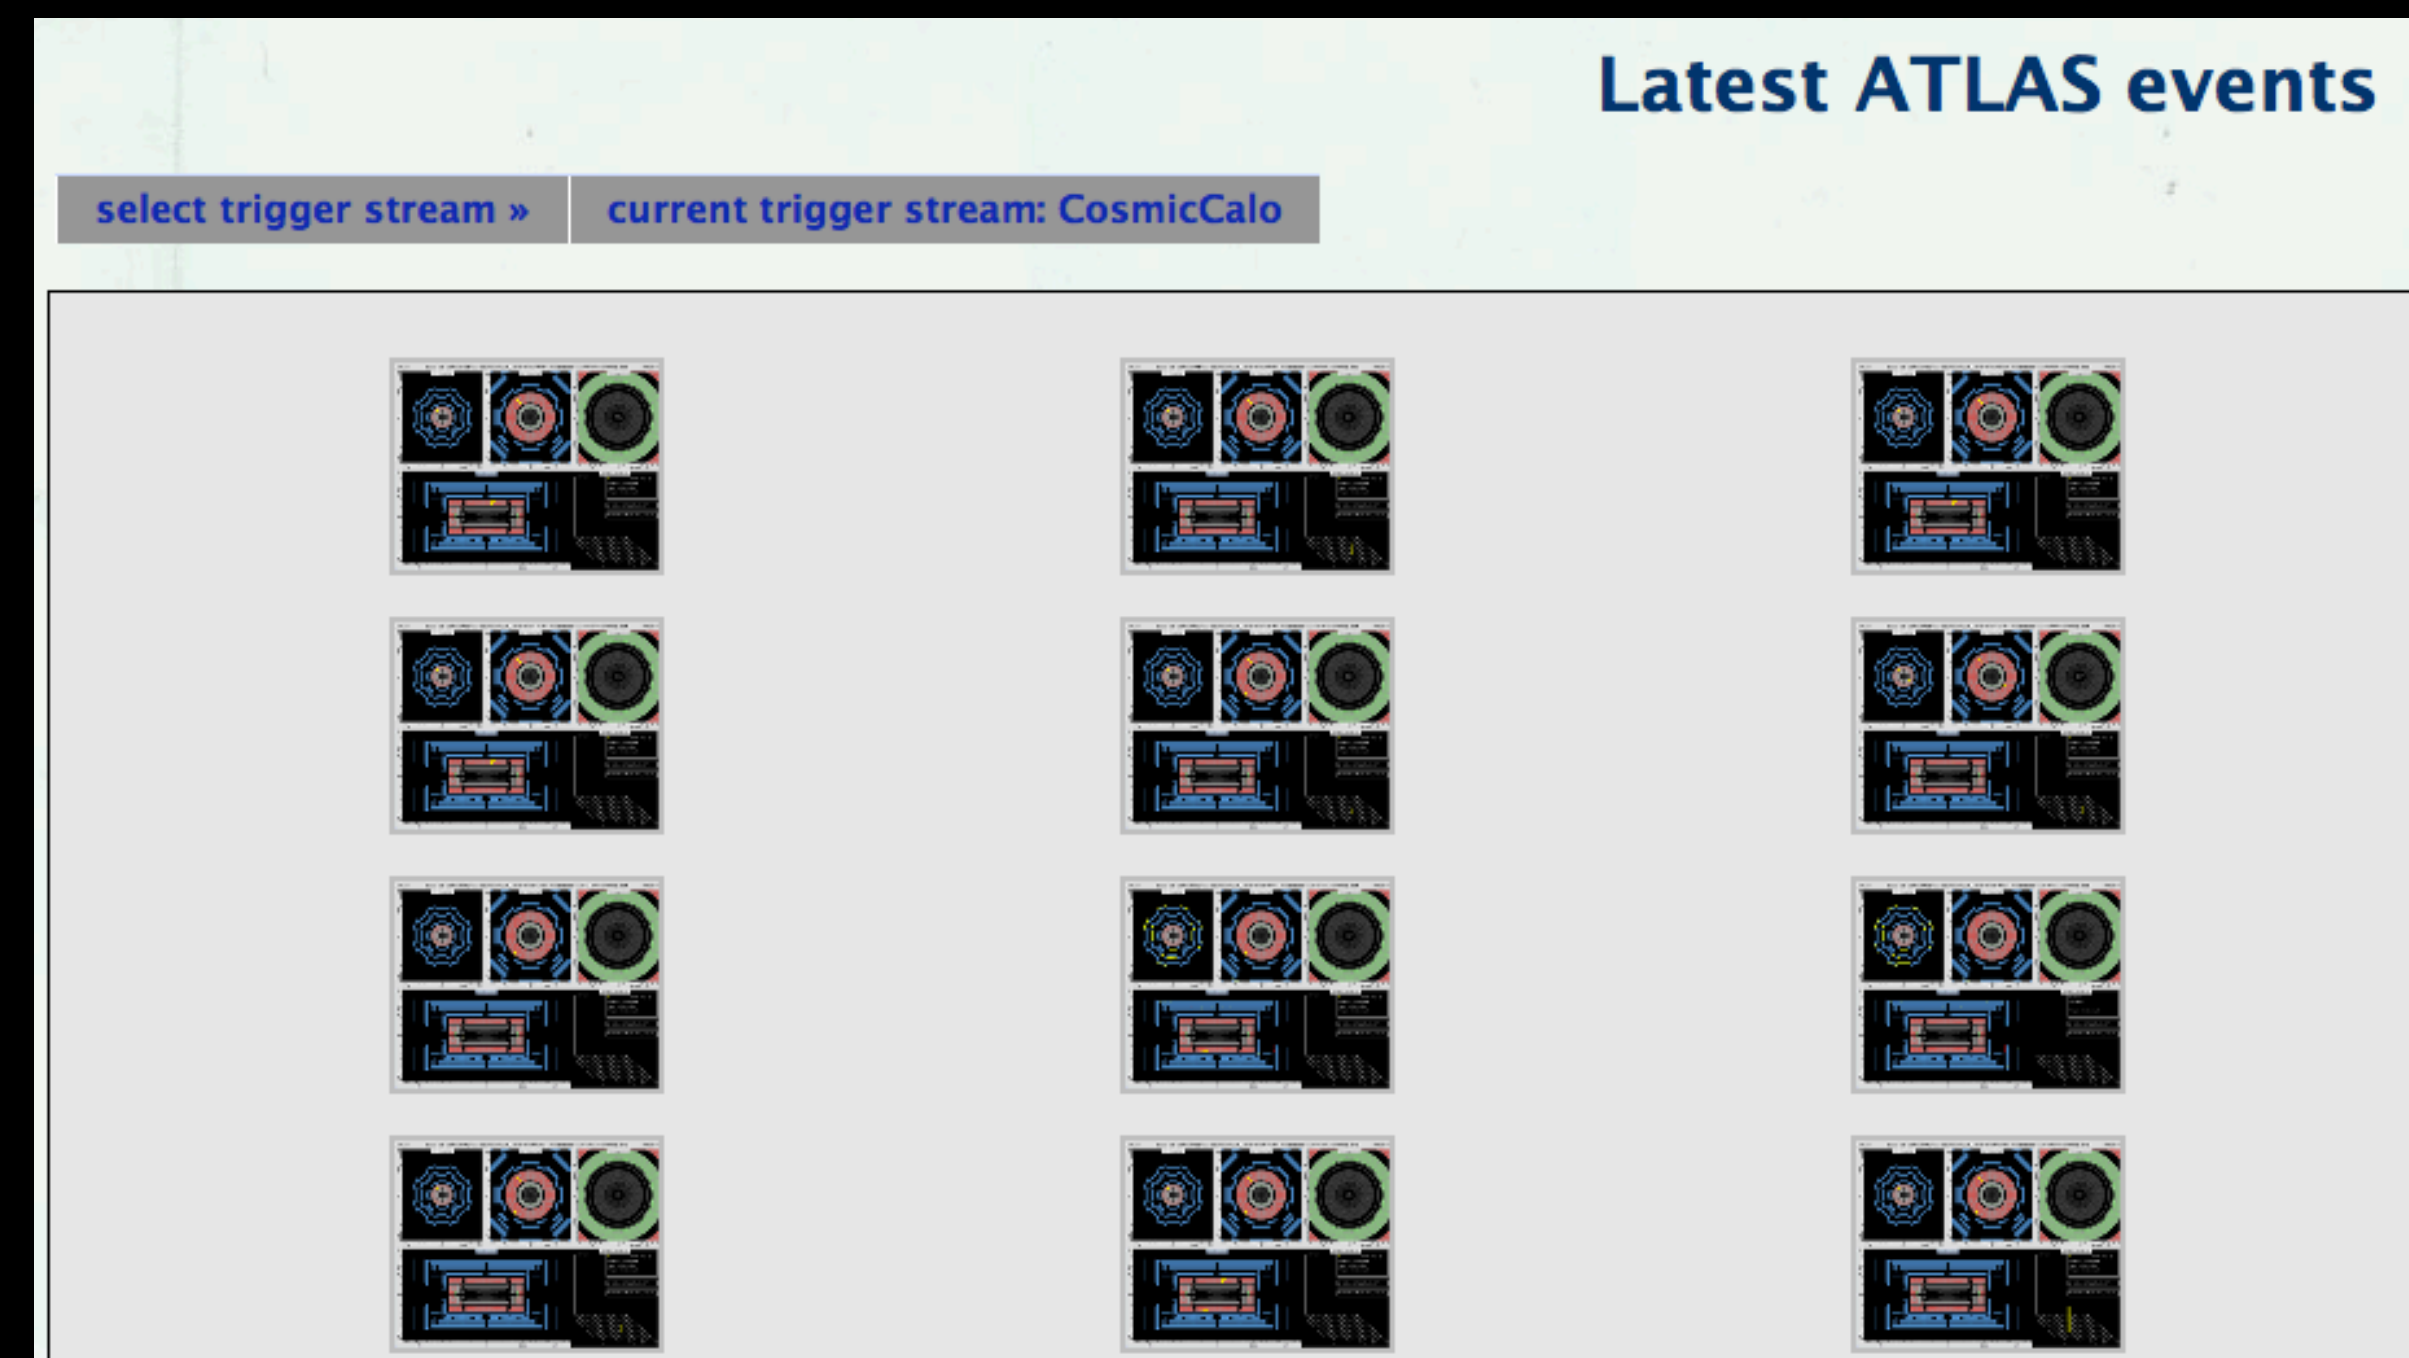 Latest ATLAS events
select trigger stream »
current trigger stream: CosmicCalo